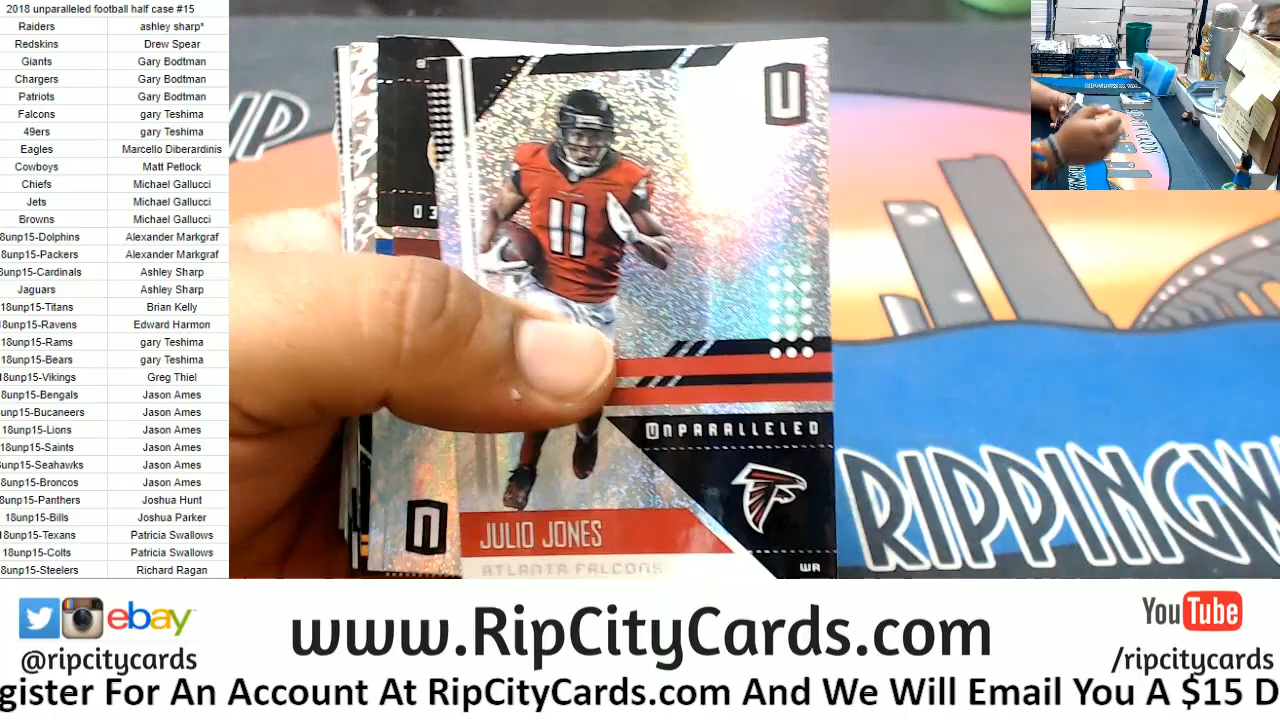 2018 unparalleled football half case #15
Raiders ashley sharp*
Redskins Drew Spear
Giants Gary Bodtman
Chargers Gary Bodtman
Patriots Gary Bodtman
Falcons gary Teshima
49ers gary Teshima
Eagles Marcello Diberardinis
Cowboys Matt Petlock
Chiefs Michael Gallucci
Jets Michael Gallucci
Browns Michael Gallucci
8unp15-Dolphins Alexander Markgraf
8unp15-Packers Alexander Markgraf
8unp15-Cardinals Ashley Sharp
Jaguars Ashley Sharp
18unp15-Titans Brian Kelly
18unp15-Ravens Edward Harmon
18unp15-Rams gary Teshima
18unp15-Bears gary Teshima
18unp15-Vikings Greg Thiel
8unp15-Bengals Jason Ames
unp15-Bucaneers Jason Ames
18unp15-Lions Jason Ames
18unp15-Saints Jason Ames
unp15-Seahawks Jason Ames
8unp15-Broncos Jason Ames
8unp15-Panthers Joshua Hunt
18unp15-Bills Joshua Parker
8unp15-Texans Patricia Swallows
18unp15-Colts Patricia Swallows
8unp15-Steelers Richard Ragan
UP
U
11
03
UNPARALLELED
n
JULIO JONES
ATLANTA FALCONS
WR
RIPPINGW
ebay
@ripcitycards
www.RipCityCards.com
YouTube
/ripcitycards
gister For An Account At RipCityCards.com And We Will Email You A $15 D